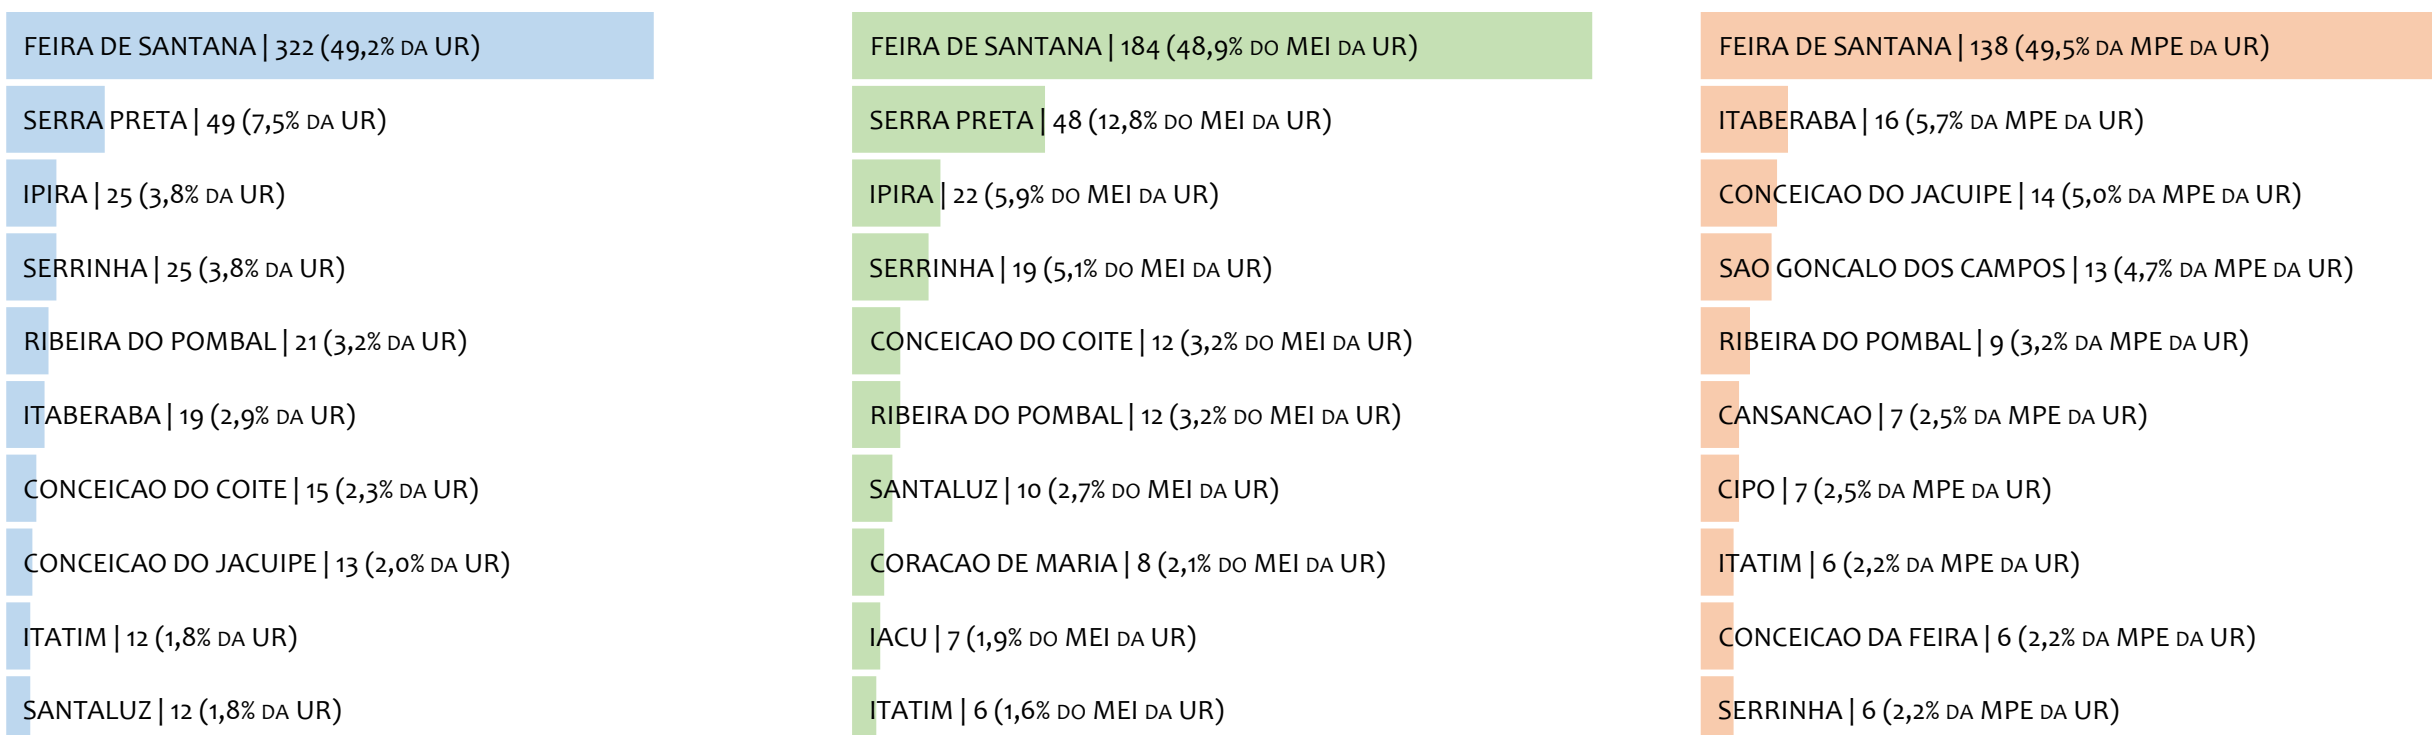 FEIRA DE SANTANA | 322 (49,2% DA UR)
SERRA PRETA | 49 (7,5% DA UR)
IPIRA | 25 (3,8% DA UR)
SERRINHA | 25 (3,8% DA UR)
RIBEIRA DO POMBAL | 21 (3,2% DA UR)
ITABERABA | 19 (2,9% DA UR)
CONCEICAO DO COITE | 15 (2,3% DA UR)
CONCEICAO DO JACUIPE | 13 (2,0% DA UR)
ITATIM | 12 (1,8% DA UR)
SANTALUZ | 12 (1,8% DA UR)
FEIRA DE SANTANA | 184 (48,9% DO MEI DA UR)
SERRA PRETA | 48 (12,8% DO MEI DA UR)
IPIRA | 22 (5,9% DO MEI DA UR)
SERRINHA | 19 (5,1% DO MEI DA UR)
CONCEICAO DO COITE | 12 (3,2% DO MEI DA UR)
RIBEIRA DO POMBAL | 12 (3,2% DO MEI DA UR)
SANTALUZ | 10 (2,7% DO MEI DA UR)
CORACAO DE MARIA | 8 (2,1% DO MEI DA UR)
IACU | 7 (1,9% DO MEI DA UR)
ITATIM | 6 (1,6% DO MEI DA UR)
FEIRA DE SANTANA | 138 (49,5% DA MPE DA UR)
ITABERABA | 16 (5,7% DA MPE DA UR)
CONCEICAO DO JACUIPE | 14 (5,0% DA MPE DA UR)
SAO GONCALO DOS CAMPOS | 13 (4,7% DA MPE DA UR)
RIBEIRA DO POMBAL | 9 (3,2% DA MPE DA UR)
CANSANCAO | 7 (2,5% DA MPE DA UR)
CIPO | 7 (2,5% DA MPE DA UR)
ITATIM | 6 (2,2% DA MPE DA UR)
CONCEICAO DA FEIRA | 6 (2,2% DA MPE DA UR)
SERRINHA | 6 (2,2% DA MPE DA UR)